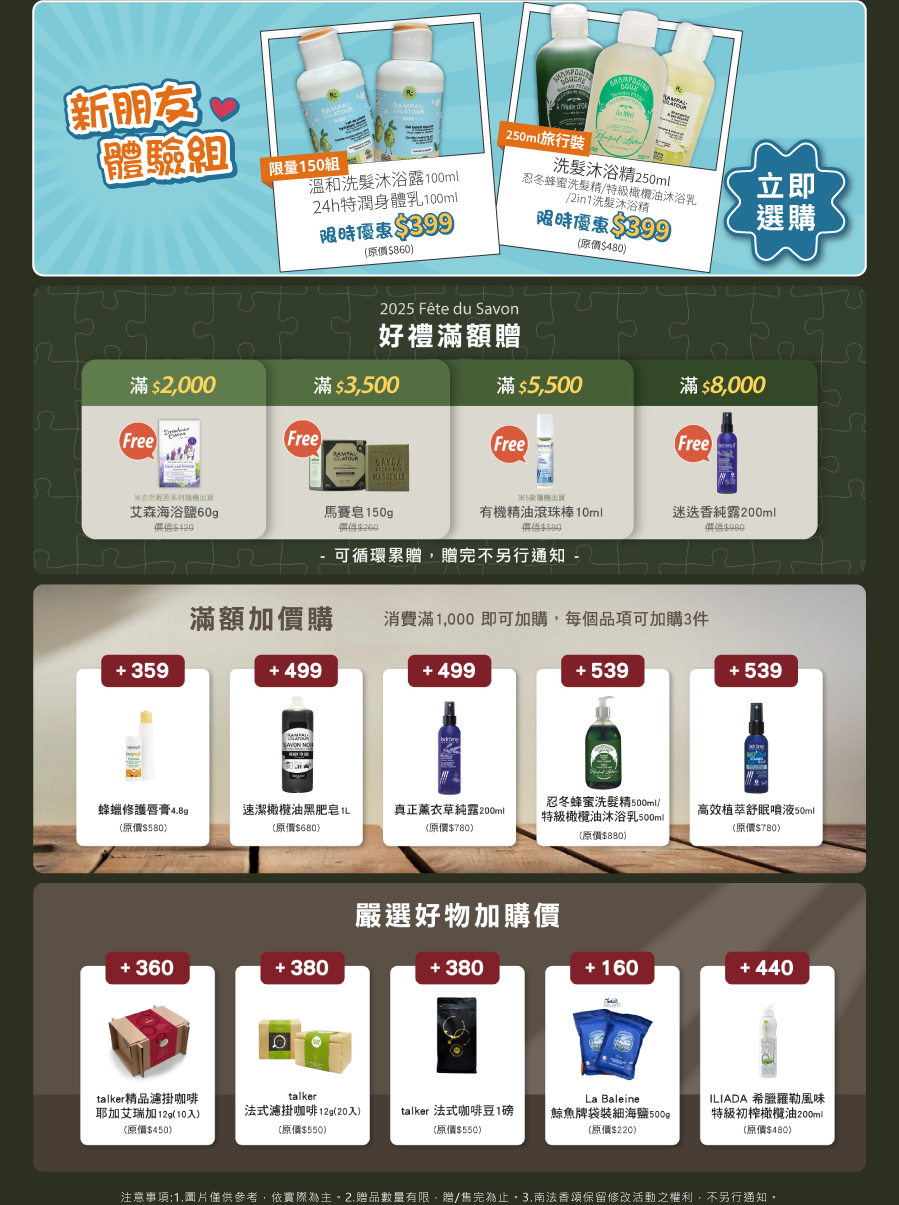 新朋友
體驗組
限量150組
溫和洗髮沐浴露100ml
24h特潤身體乳100ml
限時優惠$399
(原價$860)
250ml旅行裝
洗髮沐浴精250ml
忍冬蜂蜜洗髮精/特級橄欖油沐浴乳
/2in1洗髮沐浴精
限時優惠$399
(原價$480)
立即
選購
2025 Fête du Savon
好禮滿額贈
滿$2,000
滿$3,500
滿$5,500
滿$8,000
Free
Free
Free
Free
※自然輕盈系列隨機出貨
艾森海浴鹽60g
價值$120
馬賽皂150g
價值$260
※5款隨機出貨
有機精油滾珠棒10ml
價值$580
迷迭香純露200ml
價值$980
- 可循環累贈，贈完不另行通知 -
滿額加價購
消費滿1,000 即可加購，每個品項可加購3件
+359
+499
+499
+539
+539
蜂蠟修護唇膏4.8g
(原價$580)
RAMPAL
LATOUR
SAVON NOIR
速潔橄欖油黑肥皂1L
(原價$680)
真正薰衣草純露200ml
(原價$780)
忍冬蜂蜜洗髮精500ml/
特級橄欖油沐浴乳500ml
(原價$880)
高效植萃舒眠噴液50ml
(原價$780)
嚴選好物加購價
+360
+380
+380
+160
+440
talker精品濾掛咖啡
耶加艾瑞加12g(10入)
(原價$450)
talker
法式濾掛咖啡12g(20入)
(原價$550)
talker 法式咖啡豆1磅
(原價$550)
La Baleine
鯨魚牌袋裝細海鹽500g
(原價$220)
ILIADA 希臘羅勒風味
特級初榨橄欖油200ml
(原價$480)
注意事項:1.圖片僅供參考，依實際為主。2.贈品數量有限，贈/售完為止。3.南法香頌保留修改活動之權利，不另行通知。